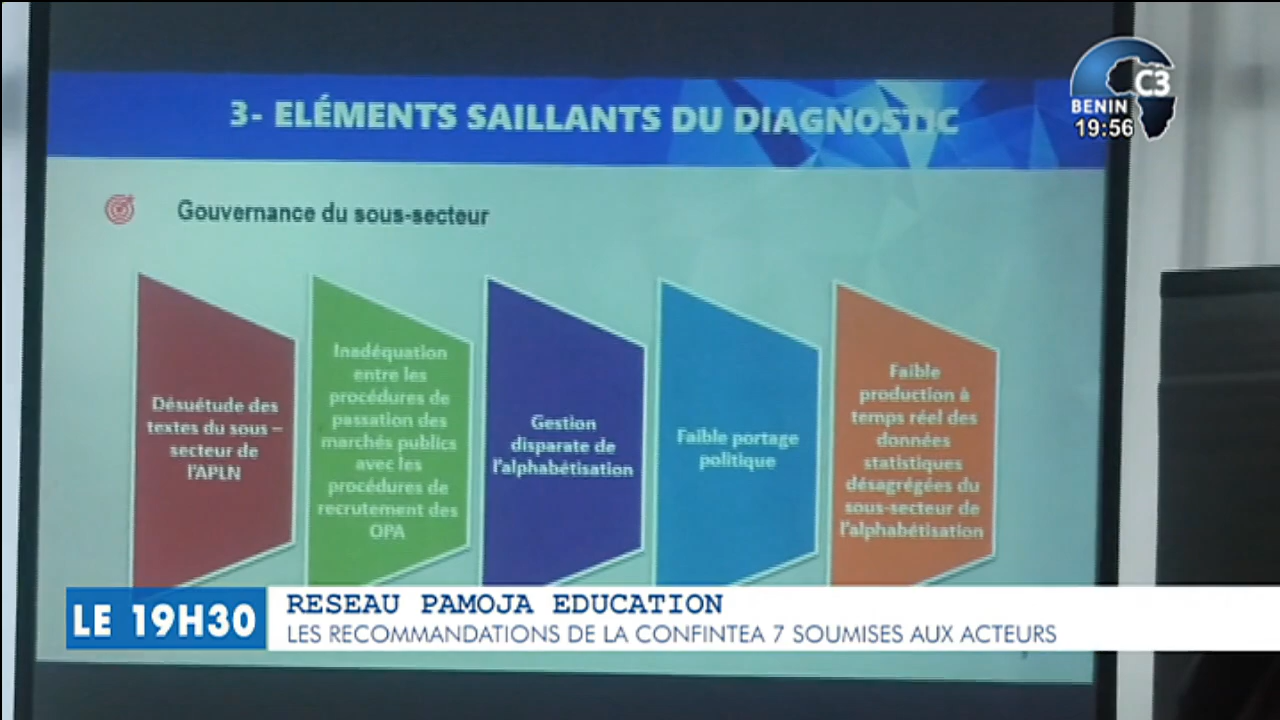 3- ELÉMENTS SAILLANTS DU DIAGNOSTIC
C3
BENIN
19:56
Gouvernance du sous-secteur
Désuétude des
textes du sous –
secteur de
l'APLN
Inadéquation
entre les
procédures de
passation des
marchés publics
avec les
procédures de
recrutement des
OPA
Gestion
disparate de
l'alphabétisation
Faible portage
politique
Faible
production à
temps réel des
données
statistiques
désagrégées du
sous-secteur de
l'alphabétisation
LE 19H30
RESEAU PAMOJA EDUCATION
LES RECOMMANDATIONS DE LA CONFINTEA 7 SOUMISES AUX ACTEURS